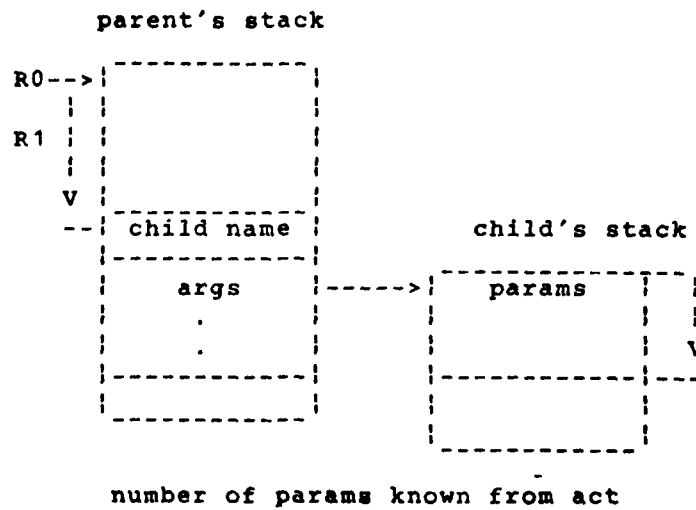 parent's stack
R0-->
R1
V
child name
child's stack
args
params
.
.
V
number of params known from act